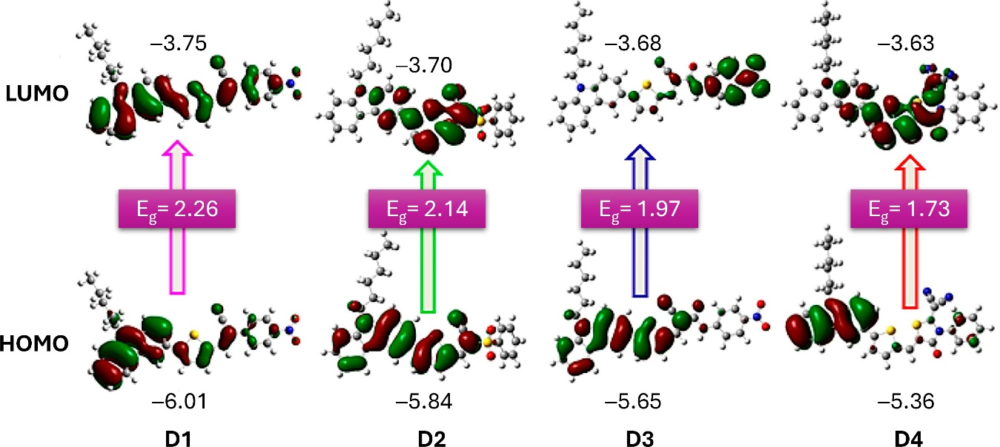 −3.75
−3.70
−3.68
−3.63
LUMO
Eg= 2.26
Eg= 2.14
Eg= 1.97
Eg= 1.73
HOMO
−6.01
−5.84
−5.65
−5.36
D1
D2
D3
D4